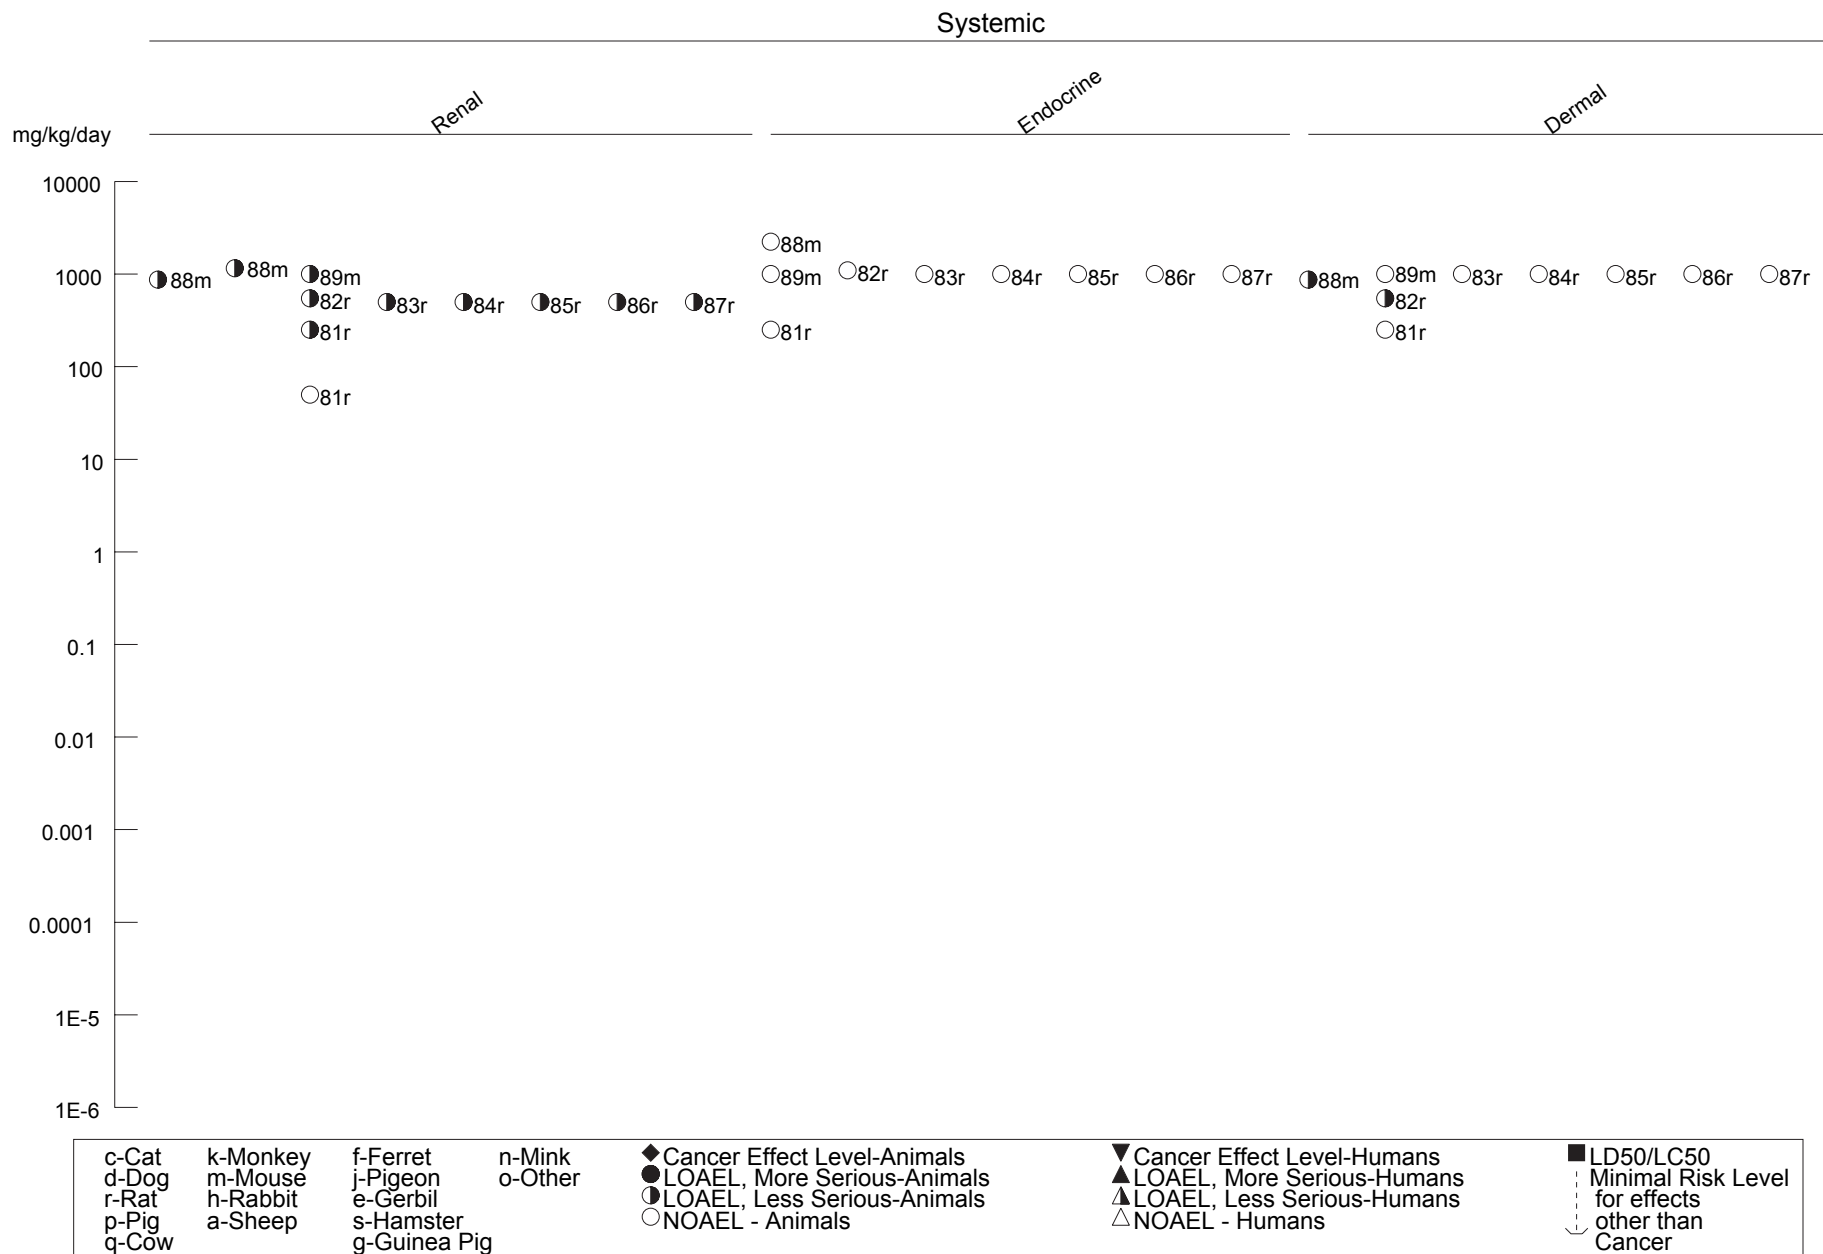 Systemic
Renal
Endocrine
Dermal
mg/kg/day
10000
1000
100
10
1
0.1
0.01
0.001
0.0001
1E-5
1E-6
88m
88m
89m
82r
81r
81r
83r
84r
85r
86r
87r
88m
89m
81r
82r
83r
84r
85r
86r
87r
88m
89m
82r
81r
83r
84r
85r
86r
87r
c-Cat
d-Dog
r-Rat
p-Pig
q-Cow
k-Monkey
m-Mouse
h-Rabbit
a-Sheep
f-Ferret
j-Pigeon
e-Gerbil
s-Hamster
g-Guinea Pig
n-Mink
o-Other
Cancer Effect Level-Animals
LOAEL, More Serious-Animals
LOAEL, Less Serious-Animals
NOAEL - Animals
Cancer Effect Level-Humans
LOAEL, More Serious-Humans
LOAEL, Less Serious-Humans
NOAEL - Humans
LD50/LC50
Minimal Risk Level
for effects
other than
Cancer